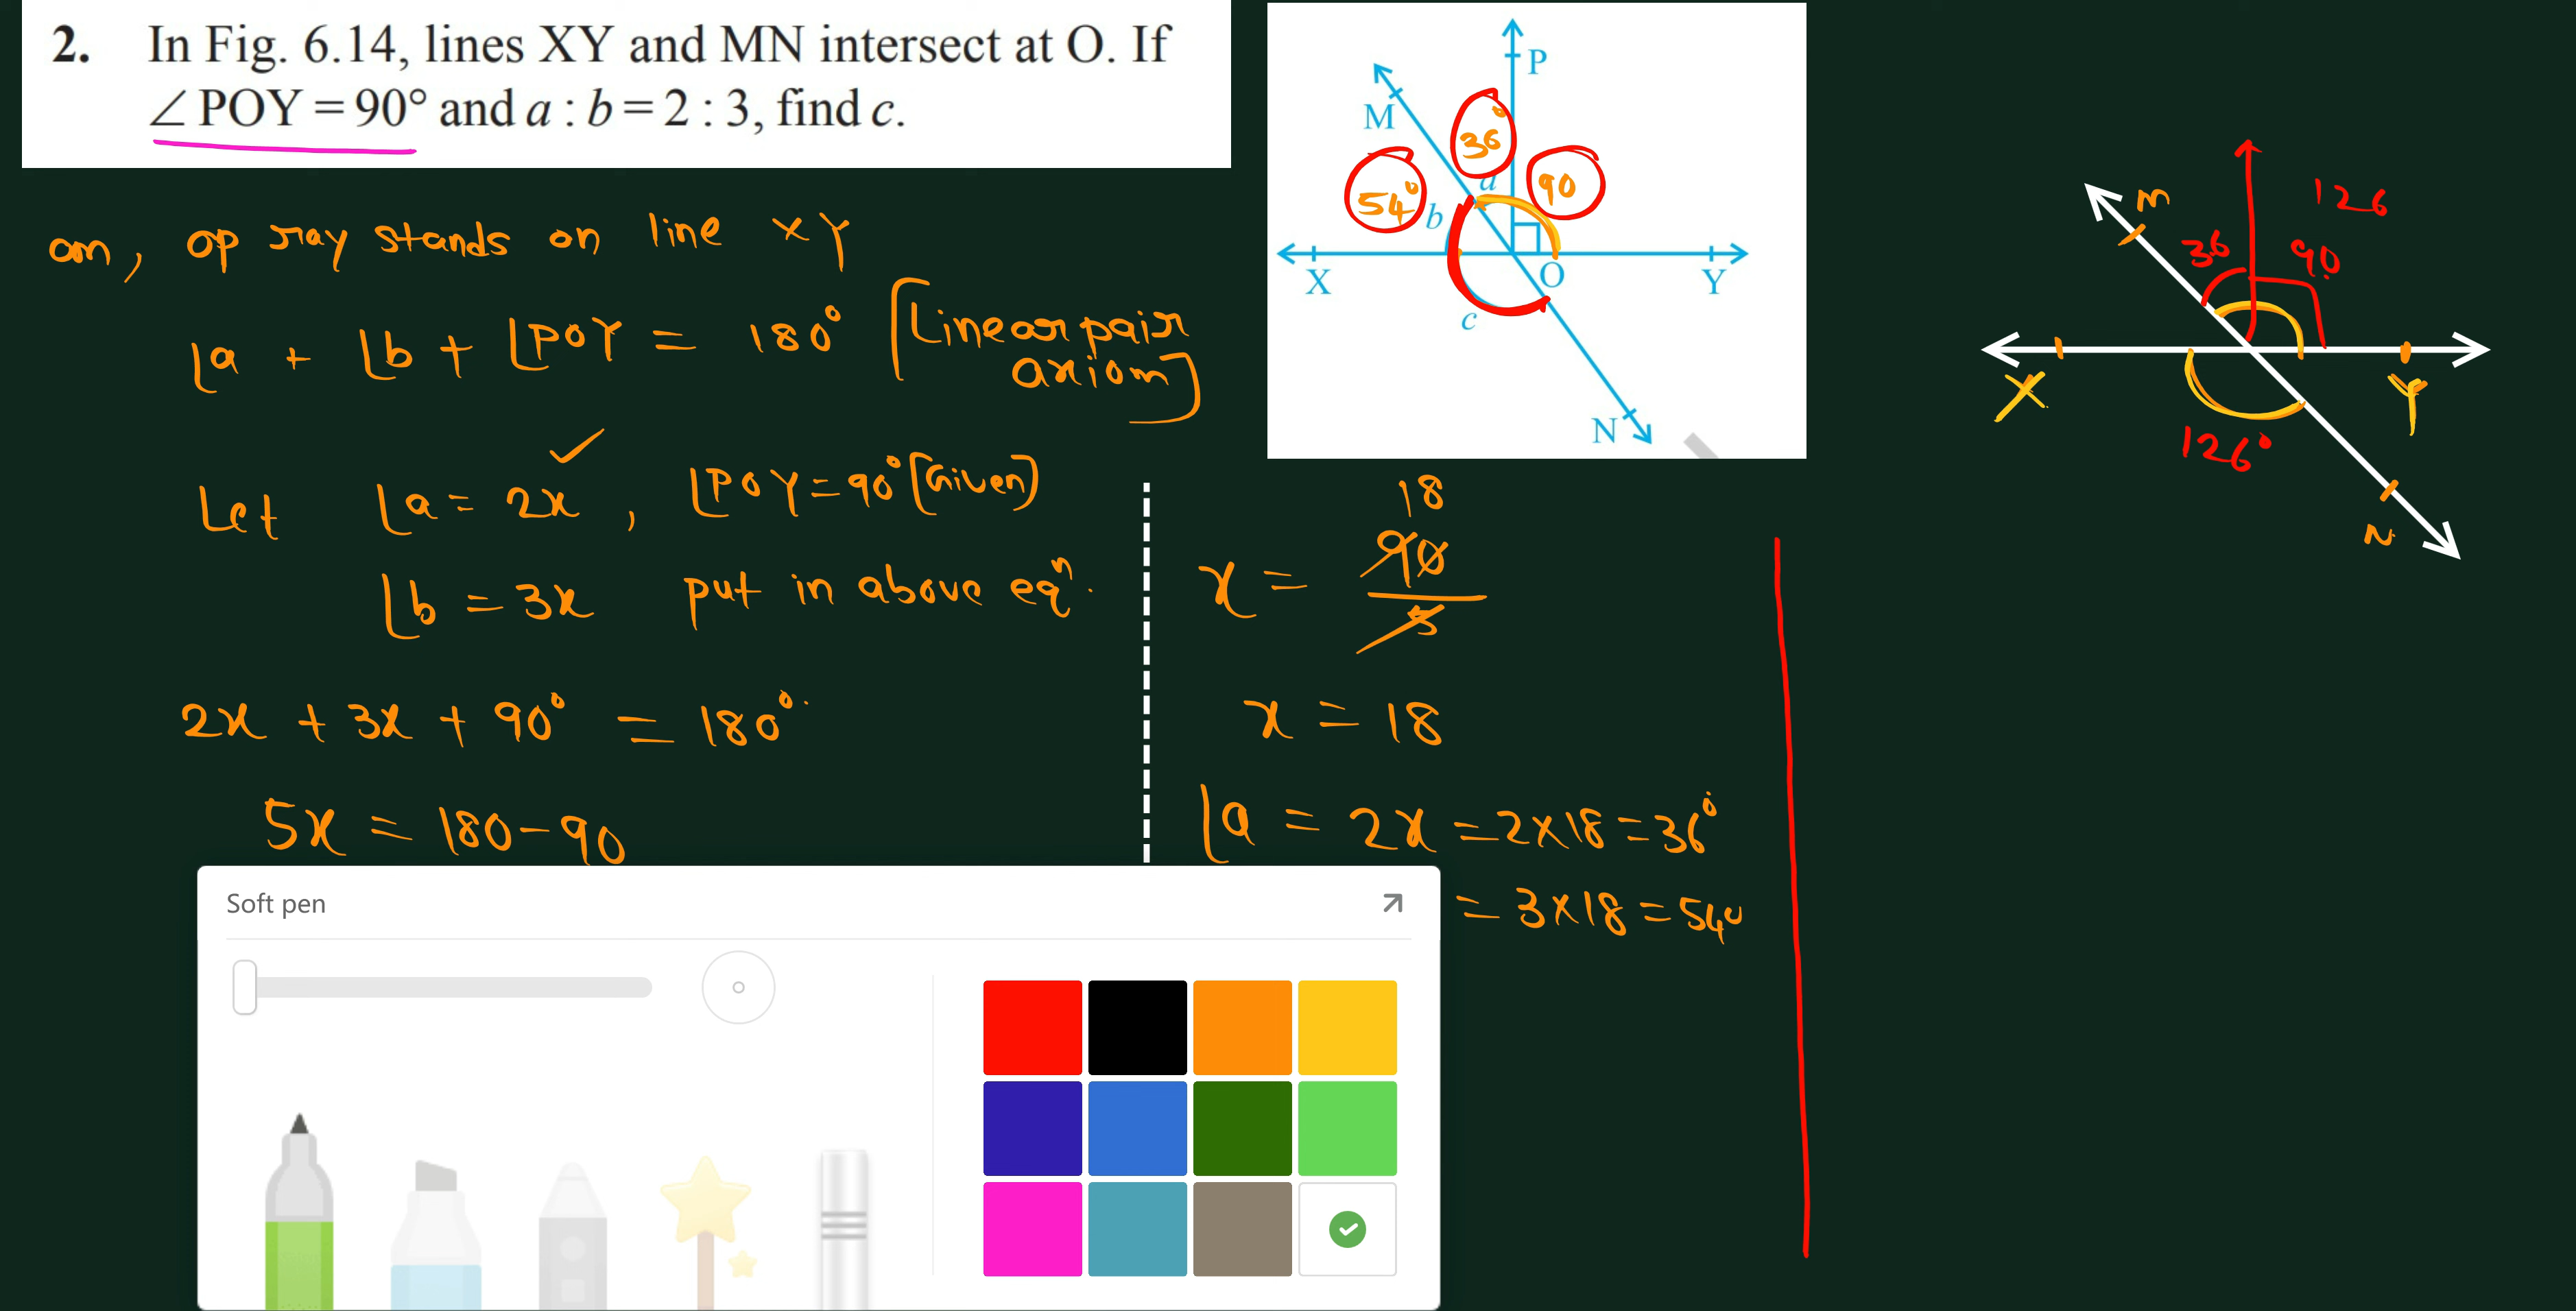 2. In Fig. 6.14, lines XY and MN intersect at O. If
∠POY = 90° and a : b = 2 : 3, find c.
P
M
36°
a
90
54°
b
X
O
Y
c
N
om, op ray stands on line XY
∠a + ∠b + ∠POY = 180° [Linear pair
axiom]
Let ∠a = 2x, ∠POY = 90° [Given]
∠b = 3x put in above eqn.
2x + 3x + 90° = 180°
5x = 180 - 90
18
x = 90/5
x = 18
∠a = 2x = 2×18 = 36°
= 3×18 = 54°
m
126
36
90
X
Y
126°
N
Soft pen